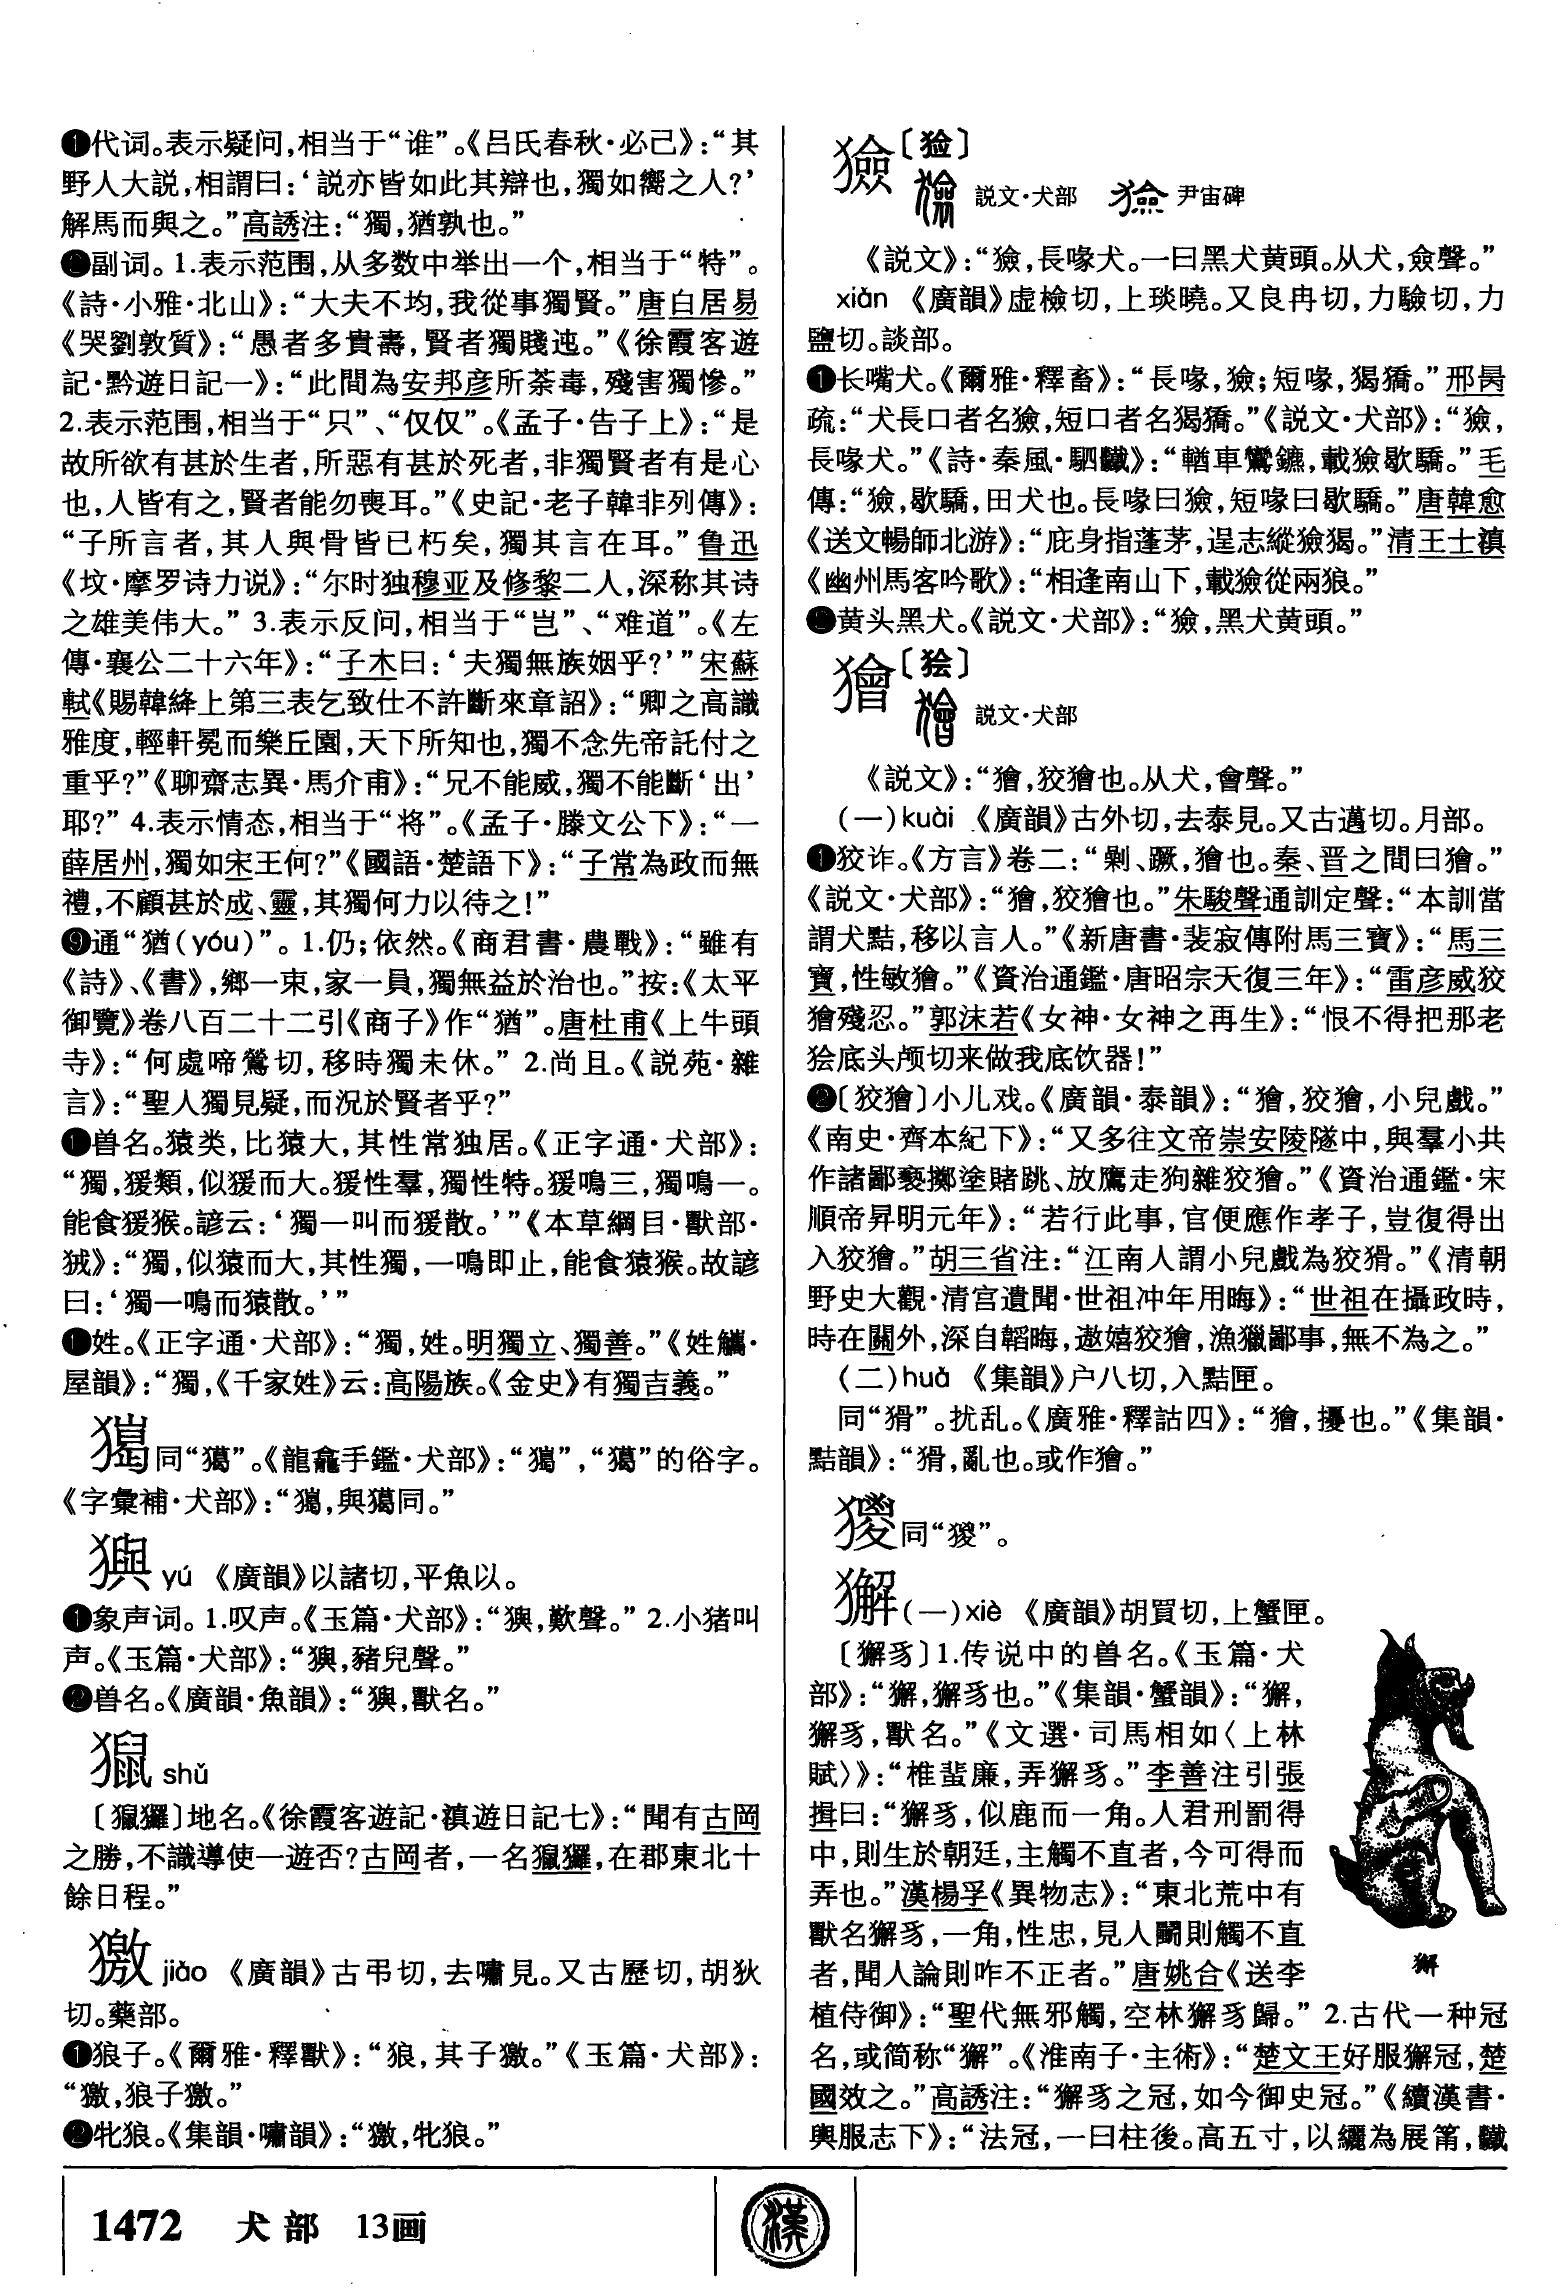 ❶代词。表示疑问,相当于“谁”。《吕氏春秋·必己》:“其
野人大説,相謂曰:‘説亦皆如此其辯也,獨如嚮之人?’
解馬而與之。”高誘注:“獨,猶孰也。”
副词。1.表示范围,从多数中举出一个,相当于“特”。
《詩·小雅·北山》:“大夫不均,我從事獨賢。”唐白居易
《哭劉敦質》:“愚者多貴壽,賢者獨賤迍。”《徐霞客遊
記·黔遊日記一》:“此間為安邦彦所荼毒,殘害獨慘。”
2.表示范围,相当于“只”、“仅仅”。《孟子·告子上》:“是
故所欲有甚於生者,所惡有甚於死者,非獨賢者有是心
也,人皆有之,賢者能勿喪耳。”《史記·老子韓非列傳》:
“子所言者,其人與骨皆已朽矣,獨其言在耳。”鲁迅
《坟·摩罗诗力说》:“尔时独穆亚及修黎二人,深称其诗
之雄美伟大。”3.表示反问,相当于“岂”、“难道”。《左
傳·襄公二十六年》:“子木曰:‘夫獨無族姻乎?’”宋蘇
軾《賜韓絳上第三表乞致仕不許斷來章詔》:“卿之高識
雅度,輕軒冕而樂丘園,天下所知也,獨不念先帝託付之
重乎?”《聊齋志異·馬介甫》:“兄不能威,獨不能斷‘出’
耶?”4.表示情态,相当于“将”。《孟子·滕文公下》:“一
薛居州,獨如宋王何?”《國語·楚語下》:“子常為政而無
禮,不顧甚於成、靈,其獨何力以待之!”
❾通“猶(yóu)”。1.仍;依然。《商君書·農戰》:“雖有
《詩》、《書》,鄉一束,家一員,獨無益於治也。”按:《太平
御覽》卷八百二十二引《商子》作“猶”。唐杜甫《上牛頭
寺》:“何處啼鶯切,移時獨未休。”2.尚且。《説苑·雜
言》:“聖人獨見疑,而況於賢者乎?”
兽名。猿类,比猿大,其性常独居。《正字通·犬部》:
“獨,猨類,似猨而大。猨性羣,獨性特。猨鳴三,獨鳴一。
能食猨猴。諺云:‘獨一叫而猨散。’”《本草綱目·獸部·
狨》:“獨,似猿而大,其性獨,一鳴即止,能食猿猴。故諺
曰:‘獨一鳴而猿散。’”
姓。《正字通·犬部》:“獨,姓。明獨立、獨善。”《姓觿·
屋韻》:“獨,《千家姓》云:高陽族。《金史》有獨吉義。”
同“獦”。《龍龕手鑑·犬部》:“”,“獦”的俗字。
《字彙補·犬部》:“,與獦同。”
㺞 yú 《廣韻》以諸切,平魚以。
❶象声词。1.叹声。《玉篇·犬部》:“㺞,歎聲。”2.小猪叫
声。《玉篇·犬部》:“㺞,豬兒聲。”
❷兽名。《廣韻·魚韻》:“㺞,獸名。”
shǔ
地名。《徐霞客遊記·滇遊日記七》:“聞有古岡
之勝,不識導使一遊否?古岡者,一名,在郡東北十
餘日程。”
獥 jiào 《廣韻》古弔切,去嘯見。又古歷切,胡狄
切。藥部。
❶狼子。《爾雅·釋獸》:“狼,其子獥。”《玉篇·犬部》:
“獥,狼子獥。”
❷牝狼。《集韻·嘯韻》:“獥,牝狼。”
獫〔猃〕
説文·犬部 尹宙碑
《説文》:“獫,長喙犬。一曰黑犬黄頭。从犬,僉聲。”
xiǎn 《廣韻》虚檢切,上琰曉。又良冉切,力驗切,力
鹽切。談部。
❶长嘴犬。《爾雅·釋畜》:“長喙,獫;短喙,猲獢。”邢昺
疏:“犬長口者名獫,短口者名猲獢。”《説文·犬部》:“獫,
長喙犬。”《詩·秦風·駟驖》:“輶車鸞鑣,載獫歇驕。”毛
傳:“獫,歇驕,田犬也。長喙曰獫,短喙曰歇驕。”唐韓愈
《送文暢師北游》:“庇身指蓬茅,逞志縱獫猲。”清王士滇
《幽州馬客吟歌》:“相逢南山下,載獫從兩狼。”
❷黄头黑犬。《説文·犬部》:“獫,黑犬黄頭。”
獪〔狯〕
説文·犬部
《説文》:“獪,狡獪也。从犬,會聲。”
(一)kuài 《廣韻》古外切,去泰見。又古邁切。月部。
❶狡诈。《方言》卷二:“剿、蹶,獪也。秦、晋之間曰獪。”
《説文·犬部》:“獪,狡獪也。”朱駿聲通訓定聲:“本訓當
謂犬黠,移以言人。”《新唐書·裴寂傳附馬三寶》:“馬三
寶,性敏獪。”《資治通鑑·唐昭宗天復三年》:“雷彦威狡
獪殘忍。”郭沫若《女神·女神之再生》:“恨不得把那老
狯底头颅切来做我底饮器!”
❷〔狡獪〕小儿戏。《廣韻·泰韻》:“獪,狡獪,小兒戲。”
《南史·齊本紀下》:“又多往文帝崇安陵隧中,與羣小共
作諸鄙褻擲塗賭跳、放鷹走狗雜狡獪。”《資治通鑑·宋
順帝昇明元年》:“若行此事,官便應作孝子,豈復得出
入狡獪。”胡三省注:“江南人謂小兒戲為狡猾。”《清朝
野史大觀·清宫遺聞·世祖冲年用晦》:“世祖在攝政時,
時在關外,深自韜晦,遨嬉狡獪,漁獵鄙事,無不為之。”
(二)huá 《集韻》户八切,入黠匣。
同“猾”。扰乱。《廣雅·釋詁四》:“獪,擾也。”《集韻·
黠韻》:“猾,亂也。或作獪。”
同“猣”。
獬 (一)xiè 《廣韻》胡買切,上蟹匣。
〔獬豸〕1.传说中的兽名。《玉篇·犬
部》:“獬,獬豸也。”《集韻·蟹韻》:“獬,
獬豸,獸名。”《文選·司馬相如〈上林
賦〉》:“椎蜚廉,弄獬豸。”李善注引張
揖曰:“獬豸,似鹿而一角。人君刑罰得
中,則生於朝廷,主觸不直者,今可得而
弄也。”漢楊孚《異物志》:“東北荒中有
獸名獬豸,一角,性忠,見人鬭則觸不直
者,聞人論則咋不正者。”唐姚合《送李
植侍御》:“聖代無邪觸,空林獬豸歸。”2.古代一种冠
名,或简称“獬”。《淮南子·主術》:“楚文王好服獬冠,楚
國效之。”高誘注:“獬豸之冠,如今御史冠。”《續漢書·
輿服志下》:“法冠,一曰柱後。高五寸,以纚為展筩,鐵
獬
1472 犬部 13画
漢